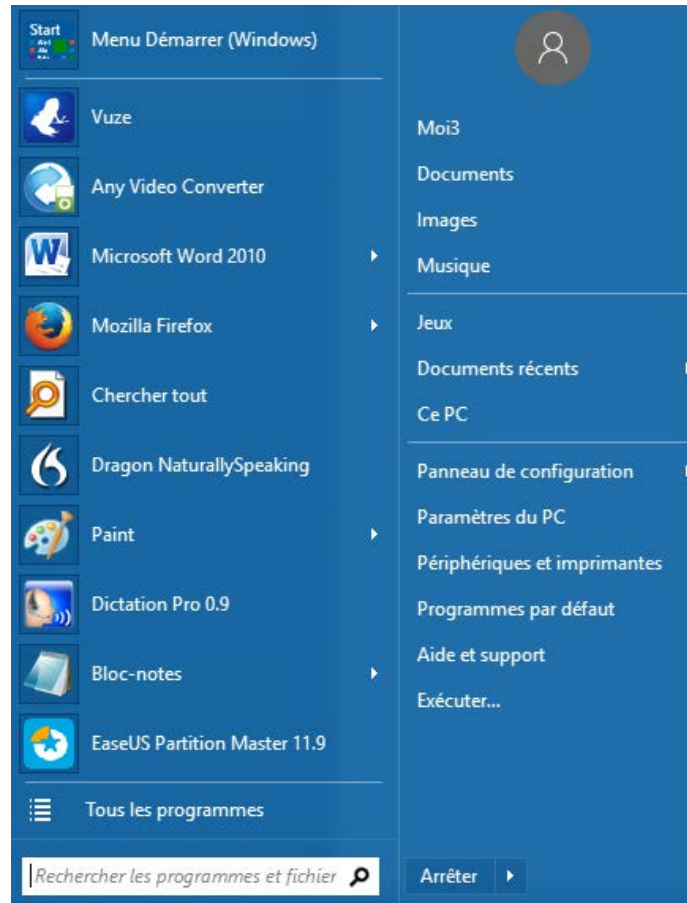 Start
Menu Démarrer (Windows)
Vuze
Any Video Converter
Microsoft Word 2010
Mozilla Firefox
Chercher tout
Dragon NaturallySpeaking
Paint
Dictation Pro 0.9
Bloc-notes
EaseUS Partition Master 11.9
Tous les programmes
Rechercher les programmes et fichier
Moi3
Documents
Images
Musique
Jeux
Documents récents
Ce PC
Panneau de configuration
Paramètres du PC
Périphériques et imprimantes
Programmes par défaut
Aide et support
Exécuter...
Arrêter